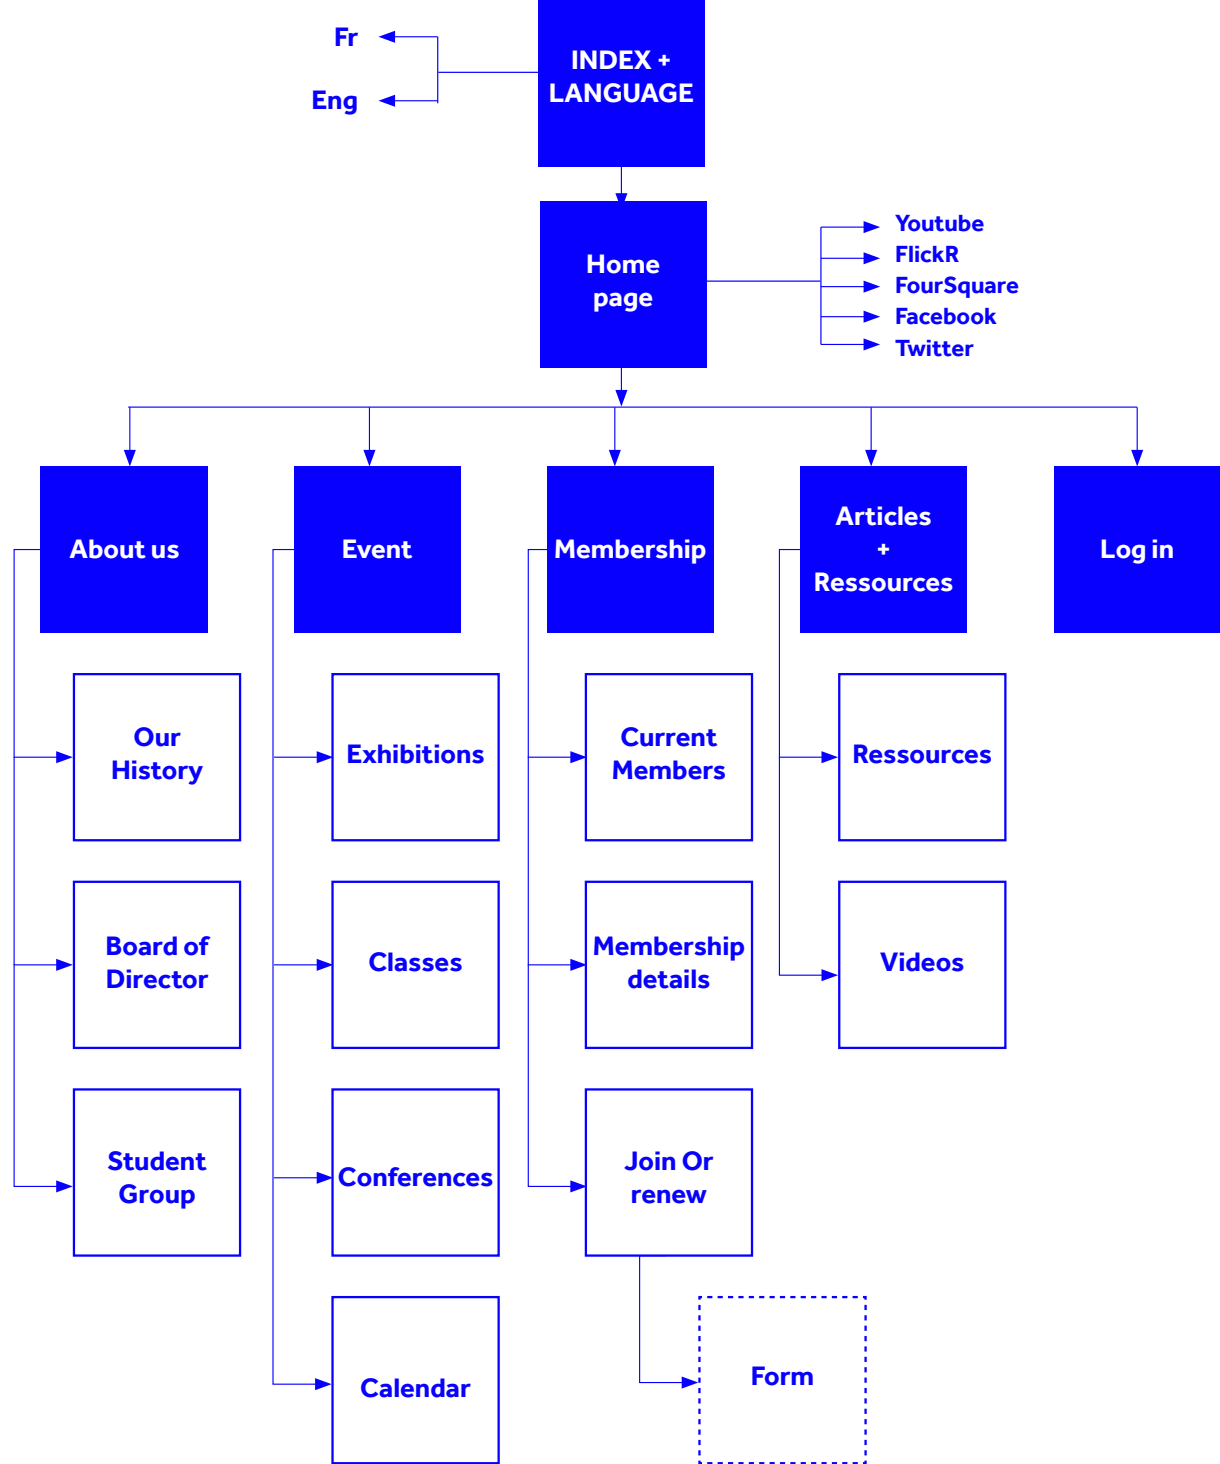 Fr
Eng
INDEX +
LANGUAGE
Home
page
Youtube
FlickR
FourSquare
Facebook
Twitter
About us
Event
Membership
Articles
+
Ressources
Log in
Our
History
Exhibitions
Current
Members
Ressources
Board of
Director
Classes
Membership
details
Videos
Student
Group
Conferences
Join Or
renew
Calendar
Form